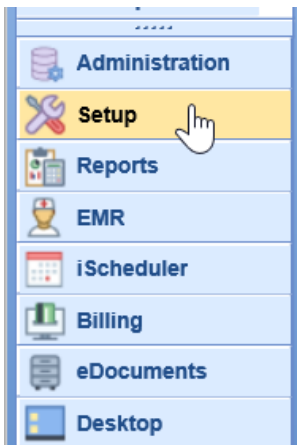 Administration
Setup
Reports
EMR
iScheduler
Billing
eDocuments
Desktop